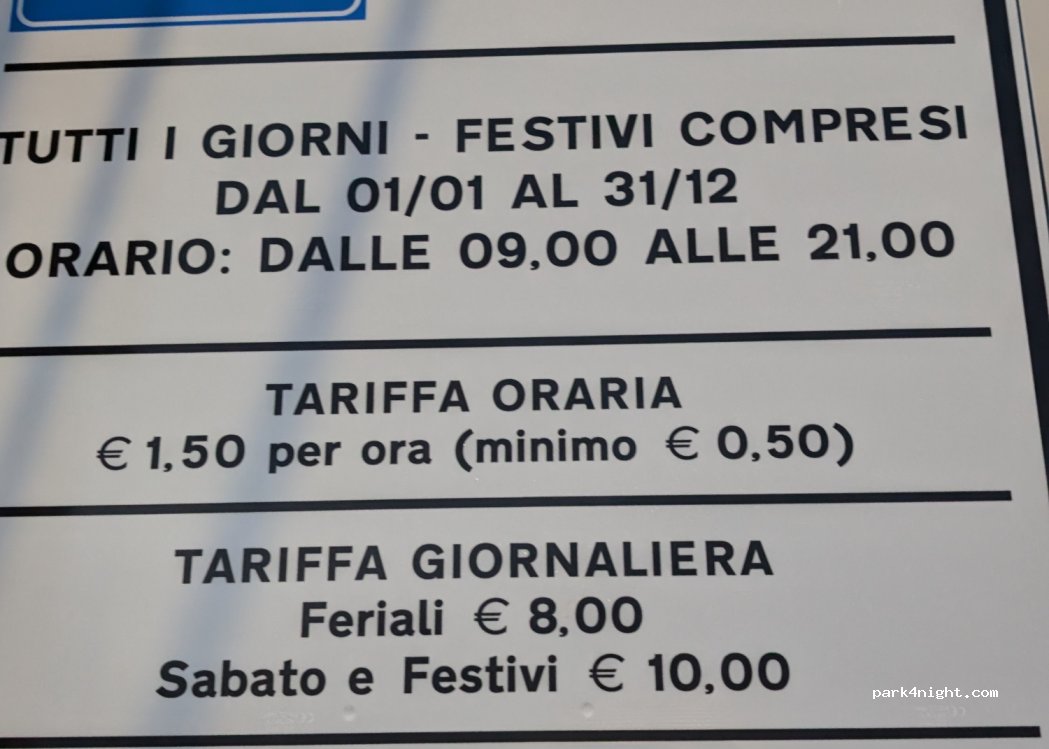 TUTTI I GIORNI - FESTIVI COMPRESI
DAL 01/01 AL 31/12
ORARIO: DALLE 09,00 ALLE 21,00
TARIFFA ORARIA
€ 1,50 per ora (minimo € 0,50)
TARIFFA GIORNALIERA
Feriali € 8,00
Sabato e Festivi € 10,00
park4night.com